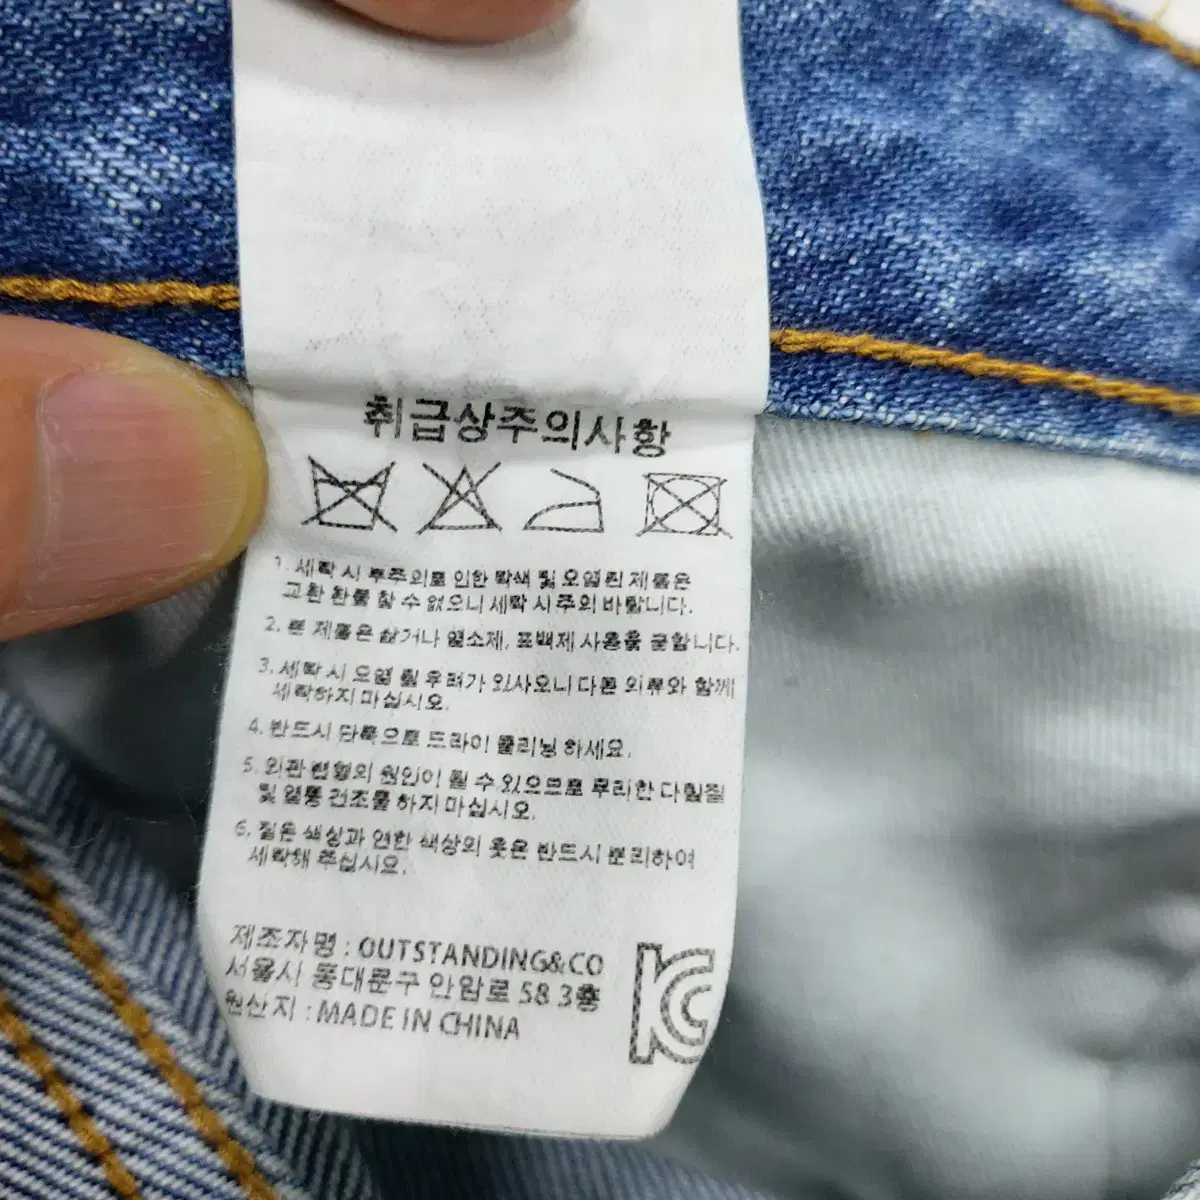 취급상주의사항
1. 세탁 시 부주의로 인한 탈색 및 오염된 제품은
교환 환불 할 수 없으니 세탁 시 주의 바랍니다.
2. 본 제품은 삶거나 염소제, 표백제 사용을 금합니다.
3. 세탁 시 오염 될 우려가 있사오니 다른 의류와 함께
세탁하지 마십시오.
4. 반드시 단독으로 드라이 클리닝 하세요.
5. 외관 변형의 원인이 될 수 있으므로 무리한 다림질
및 열풍 건조를 하지 마십시오.
6. 짙은 색상과 연한 색상의 옷은 반드시 분리하여
세탁해 주십시요.
제조자명 : OUTSTANDING&CO
서울시 동대문구 안암로 58 3층
원산지 : MADE IN CHINA
KC